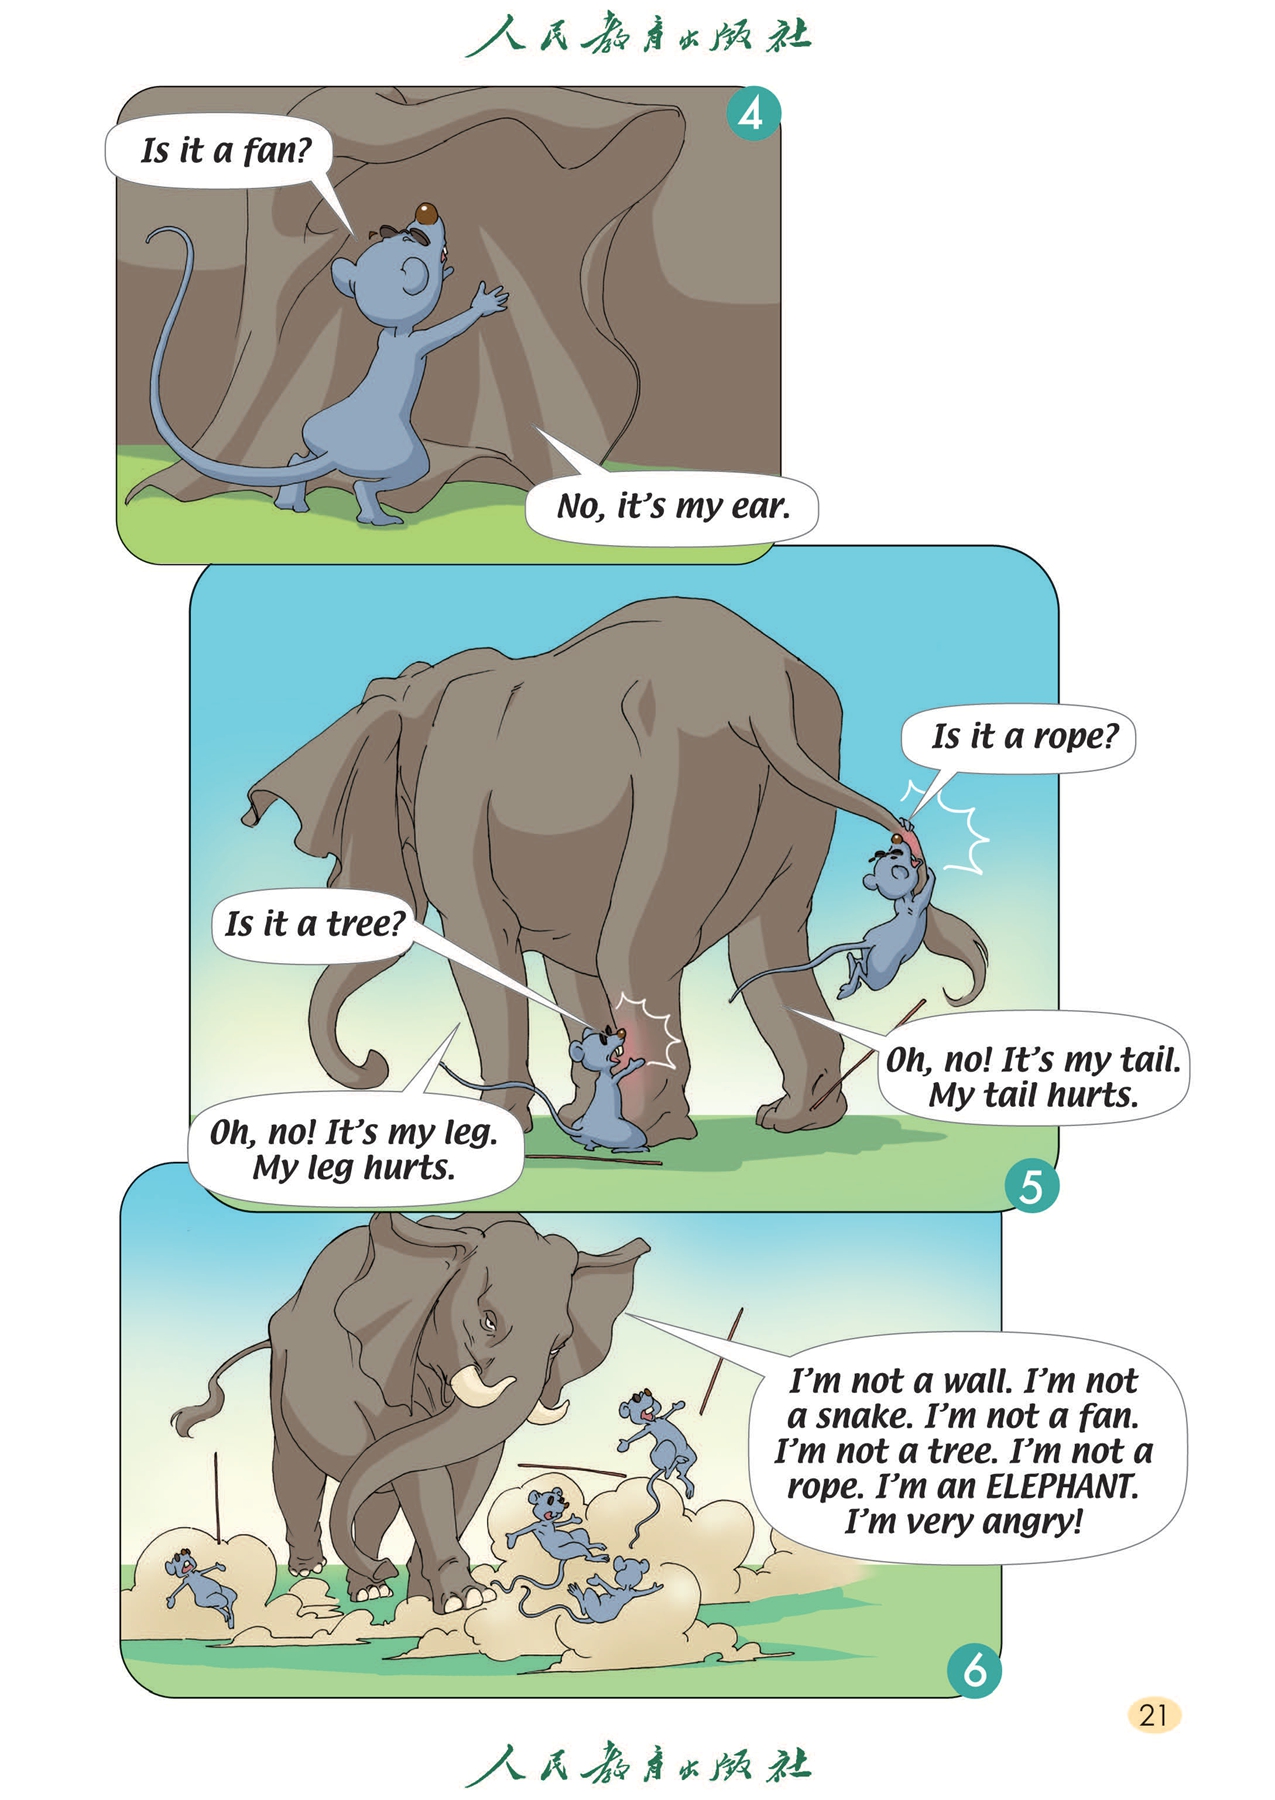 人民教育出版社
4
Is it a fan?
No, it's my ear.
Is it a rope?
Is it a tree?
Oh, no! It's my tail.
My tail hurts.
Oh, no! It's my leg.
My leg hurts.
5
I'm not a wall. I'm not
a snake. I'm not a fan.
I'm not a tree. I'm not a
rope. I'm an ELEPHANT.
I'm very angry!
6
21
人民教育出版社